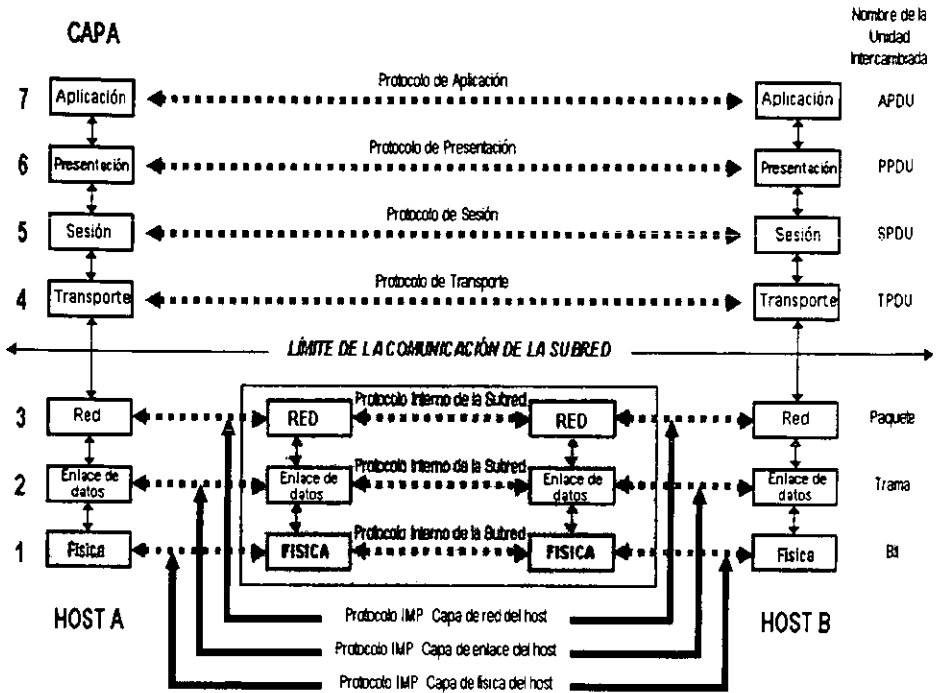 Nombre de la
Unidad
Intercambiada
CAPA
7 Aplicación Protocolo de Aplicación Aplicación APDU
6 Presentación Protocolo de Presentación Presentación PPDU
5 Sesión Protocolo de Sesión Sesión SPDU
4 Transporte Protocolo de Transporte Transporte TPDU
LÍMITE DE LA COMUNICACIÓN DE LA SUBRED
Protocolo Interno de la Subred
3 Red RED RED Red Paquete
Protocolo Interno de la Subred
2 Enlace de datos Enlace de datos Enlace de datos Enlace de datos Trama
Protocolo Interno de la Subred
1 Física FISICA FISICA Física Bit
HOST A Protocolo IMP Capa de red del host HOST B
Protocolo IMP Capa de enlace del host
Protocolo IMP Capa de física del host